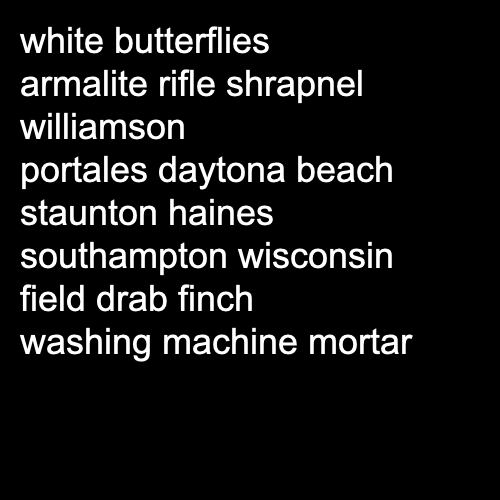 white butterflies
armalite rifle shrapnel
williamson
portales daytona beach
staunton haines
southampton wisconsin
field drab finch
washing machine mortar